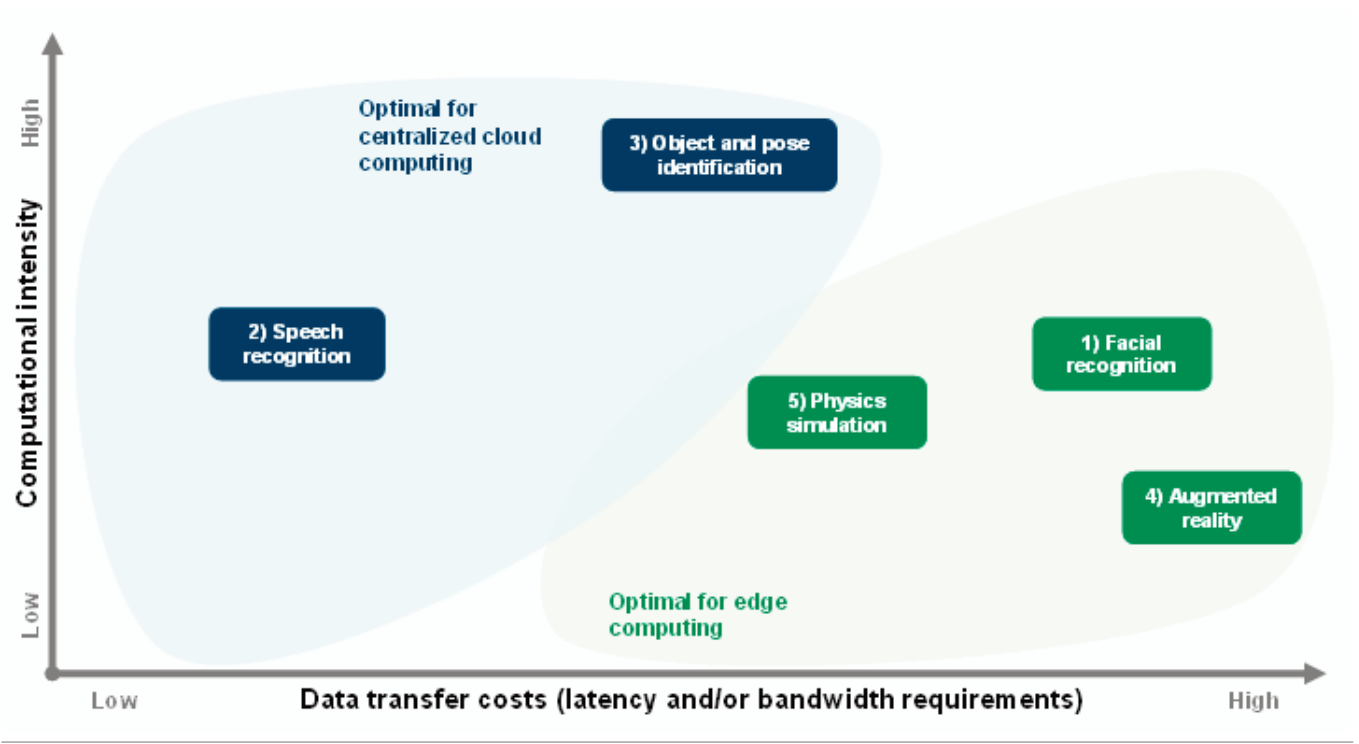 High
Computational intensity
Low
Optimal for
centralized cloud
computing
3) Object and pose
identification
2) Speech
recognition
1) Facial
recognition
5) Physics
simulation
4) Augmented
reality
Optimal for edge
computing
Low
Data transfer costs (latency and/or bandwidth requirements)
High